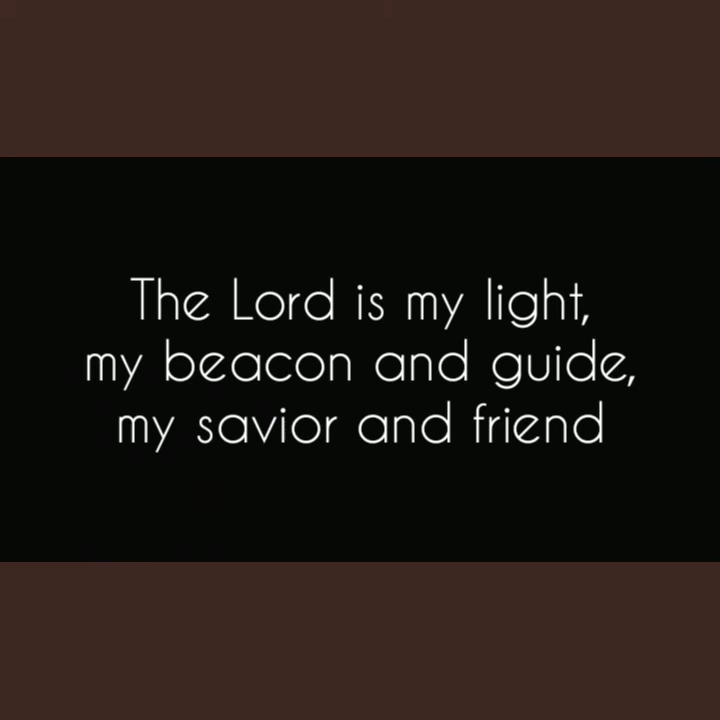 The Lord is my light,
my beacon and guide,
my savior and friend